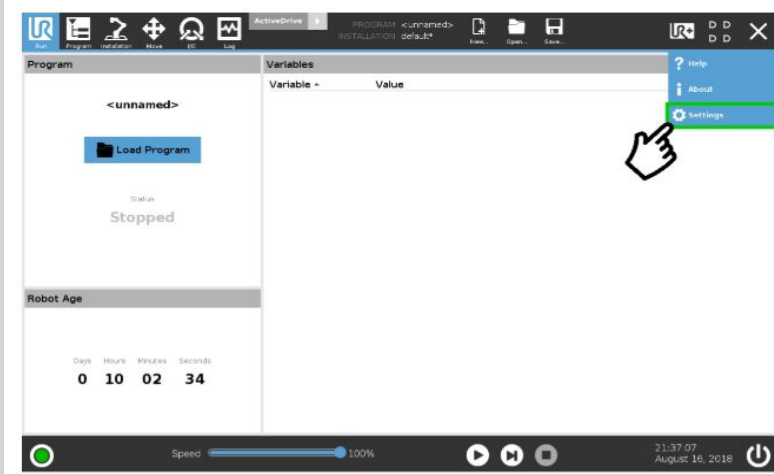 ActiveDrive
PROGRAM <unnamed>
INSTALLATION default*
UR+
D D
D D
Run Program Installation Move I/O Log
New... Open... Save...
Program
Variables
Variable Value
? Help
i About
Settings
<unnamed>
Load Program
Status
Stopped
Robot Age
Days Hours Minutes Seconds
0 10 02 34
Speed 100%
21:37:07
August 16, 2018